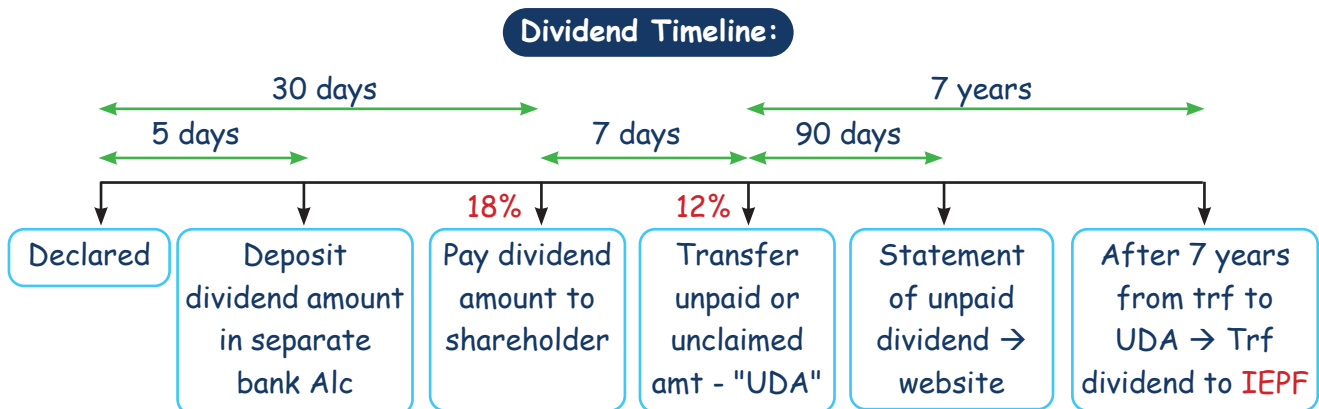 Dividend Timeline:
30 days
7 years
5 days
7 days
90 days
18%
12%
Declared
Deposit
dividend amount
in separate
bank Alc
Pay dividend
amount to
shareholder
Transfer
unpaid or
unclaimed
amt - "UDA"
Statement
of unpaid
dividend →
website
After 7 years
from trf to
UDA → Trf
dividend to IEPF